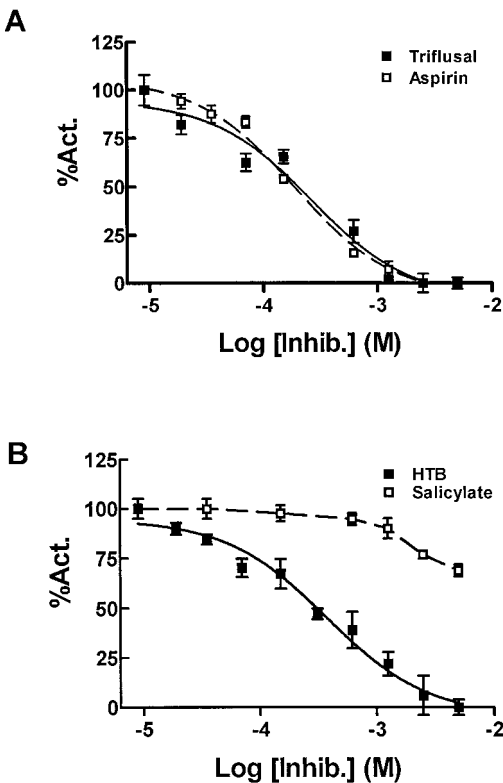 A
125
100
75
50
25
0
%Act.
Triflusal
Aspirin
-5 -4 -3 -2
Log [Inhib.] (M)
B
125
100
75
50
25
0
%Act.
HTB
Salicylate
-5 -4 -3 -2
Log [Inhib.] (M)